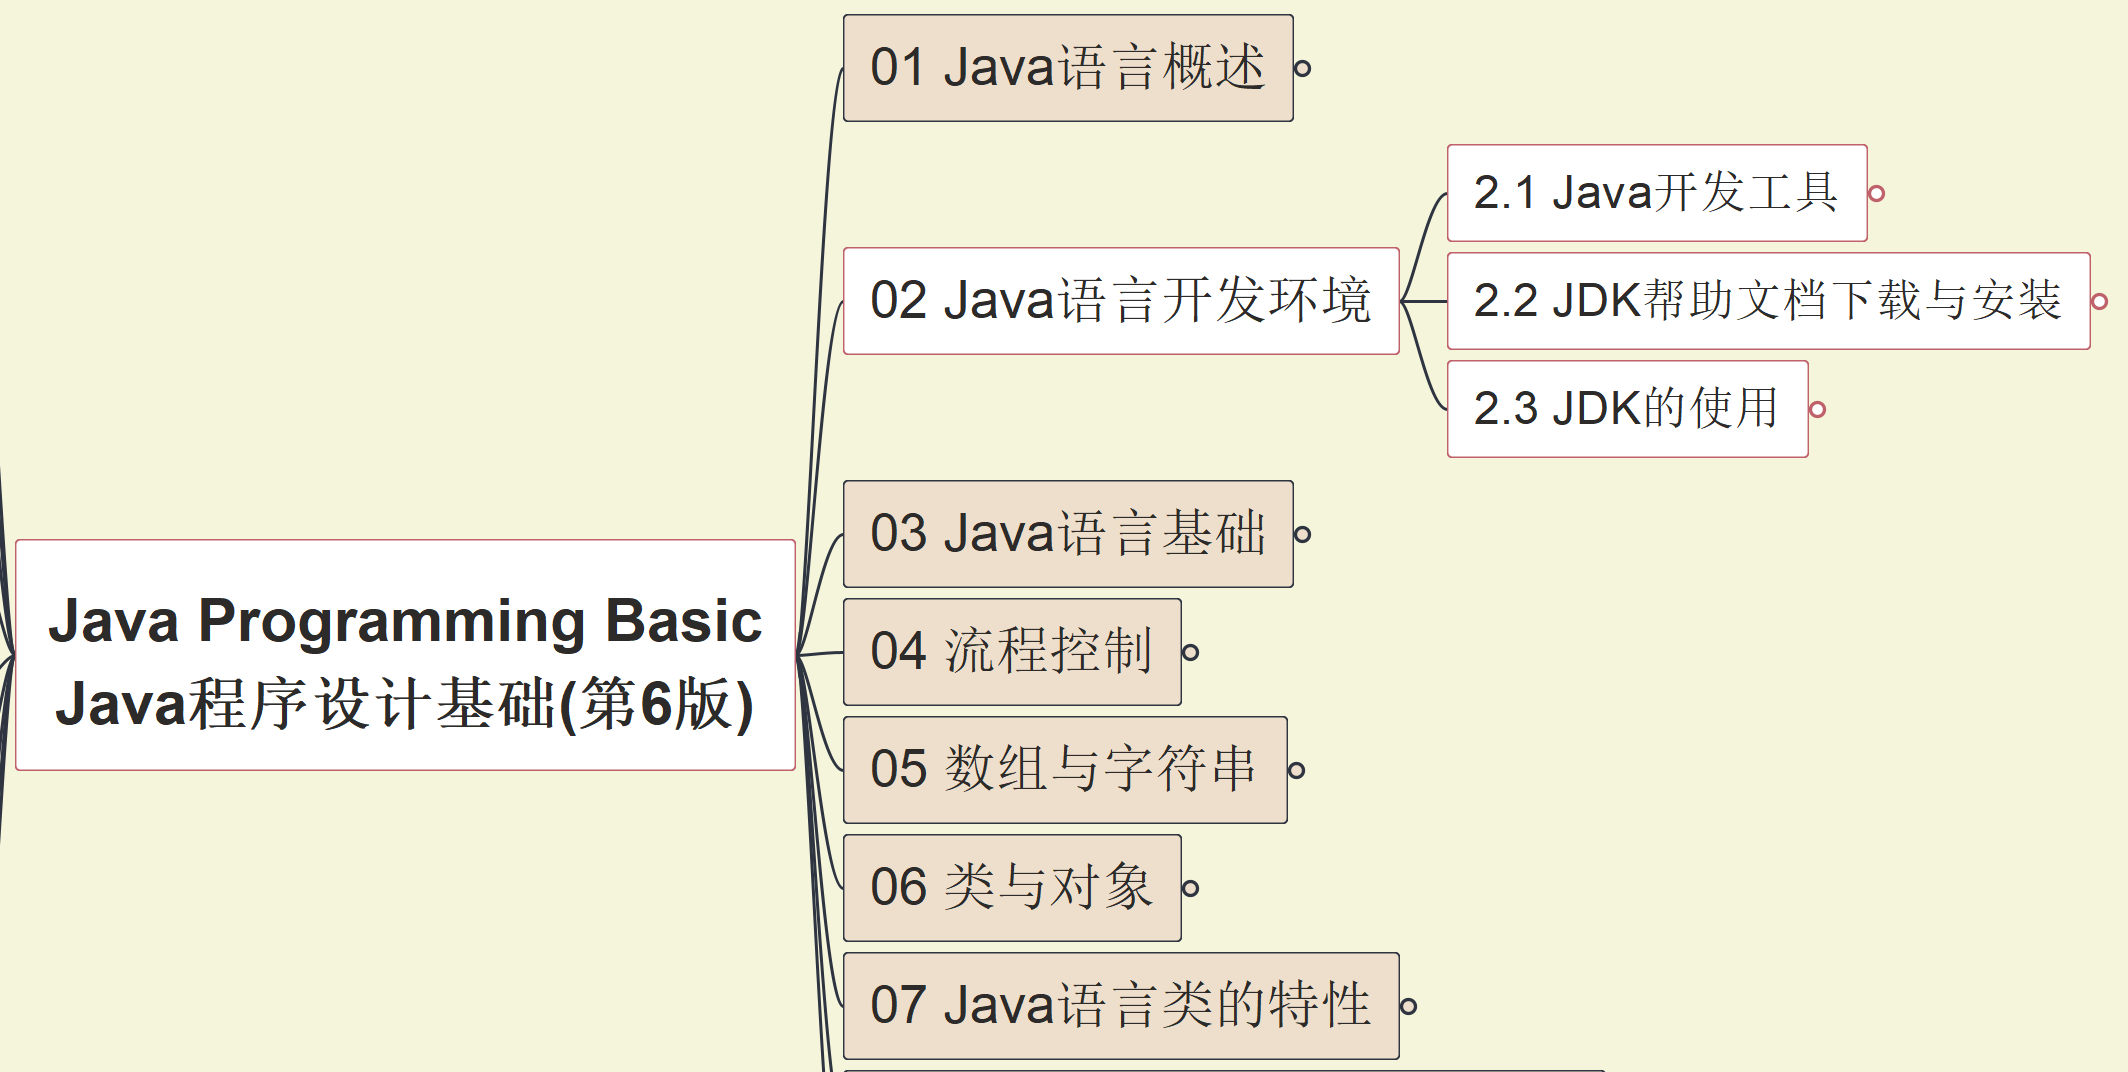 01 Java语言概述
2.1 Java开发工具
02 Java语言开发环境
2.2 JDK帮助文档下载与安装
2.3 JDK的使用
03 Java语言基础
Java Programming Basic
Java程序设计基础(第6版)
04 流程控制
05 数组与字符串
06 类与对象
07 Java语言类的特性